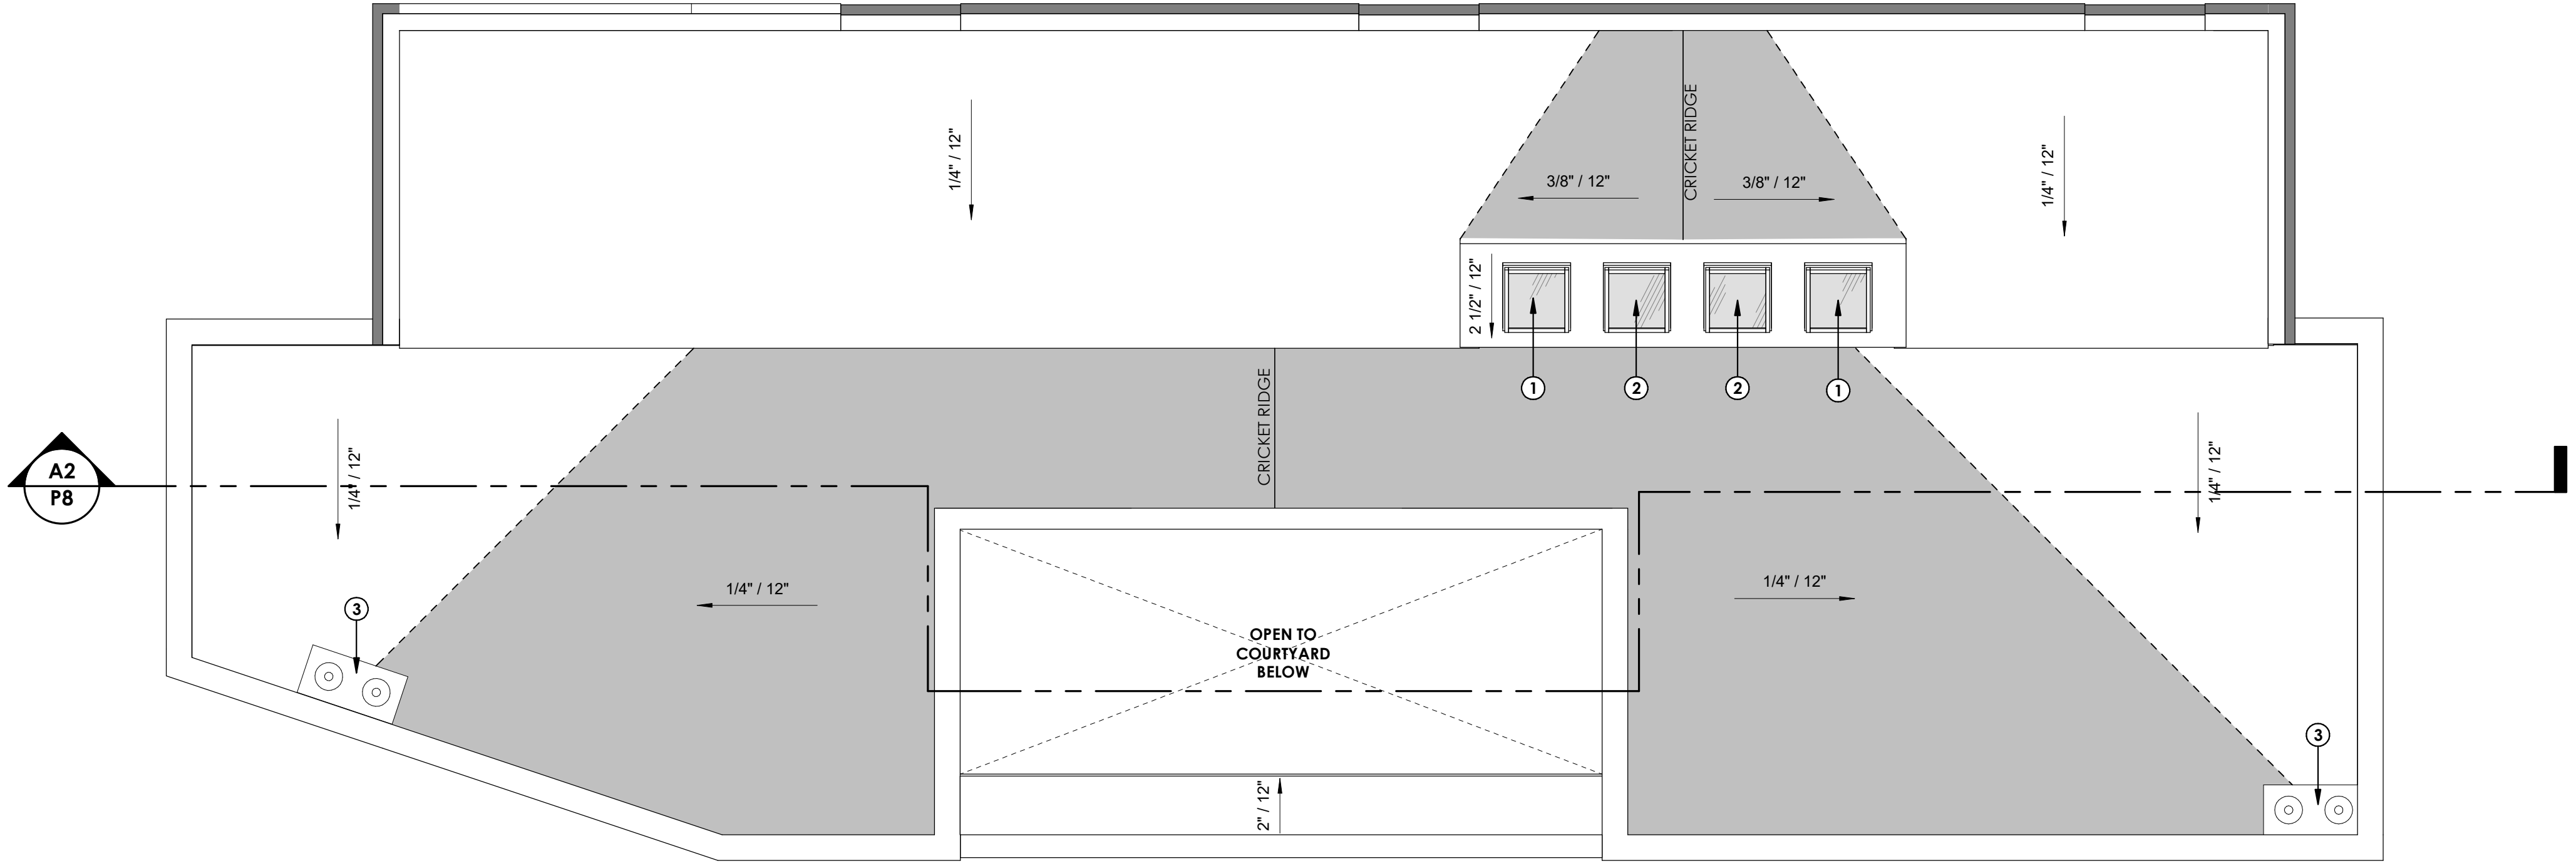 CRICKET RIDGE
1/4" / 12"
1/4" / 12"
3/8" / 12"
3/8" / 12"
2 1/2" / 12"
1
2
2
1
CRICKET RIDGE
A2
P8
1/4" / 12"
1/4" / 12"
1/4" / 12"
1/4" / 12"
3
OPEN TO
COURTYARD
BELOW
3
2" / 12"